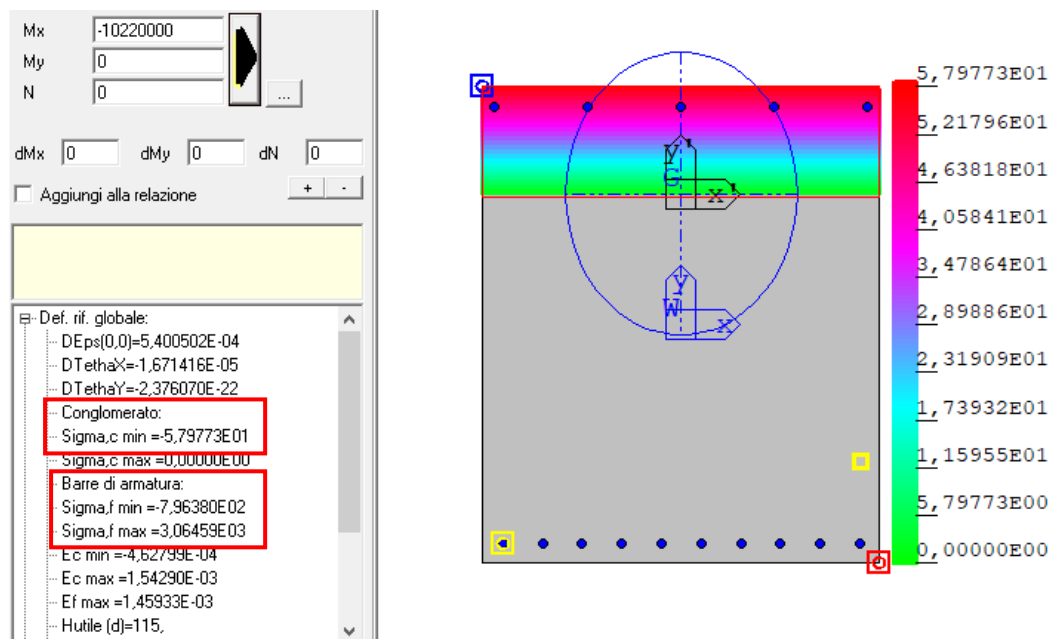 Mx -10220000
My 0
N 0
...
dMx 0 dMy 0 dN 0
Aggiungi alla relazione + -
Def. rif. globale:
DEps(0,0)=5,400502E-04
DTethaX=-1,671416E-05
DTethaY=-2,376070E-22
Conglomerato:
Sigma,c min =-5,79773E01
Sigma,c max =0,00000E00
Barre di armatura:
Sigma,f min =-7,96380E02
Sigma,f max =3,06459E03
Ec min =-4,62799E-04
Ec max =1,54290E-03
Ef max =1,45933E-03
Hutile (d)=115,
y
G
x
y
W
x
5,79773E01
5,21796E01
4,63818E01
4,05841E01
3,47864E01
2,89886E01
2,31909E01
1,73932E01
1,15955E01
5,79773E00
0,00000E00